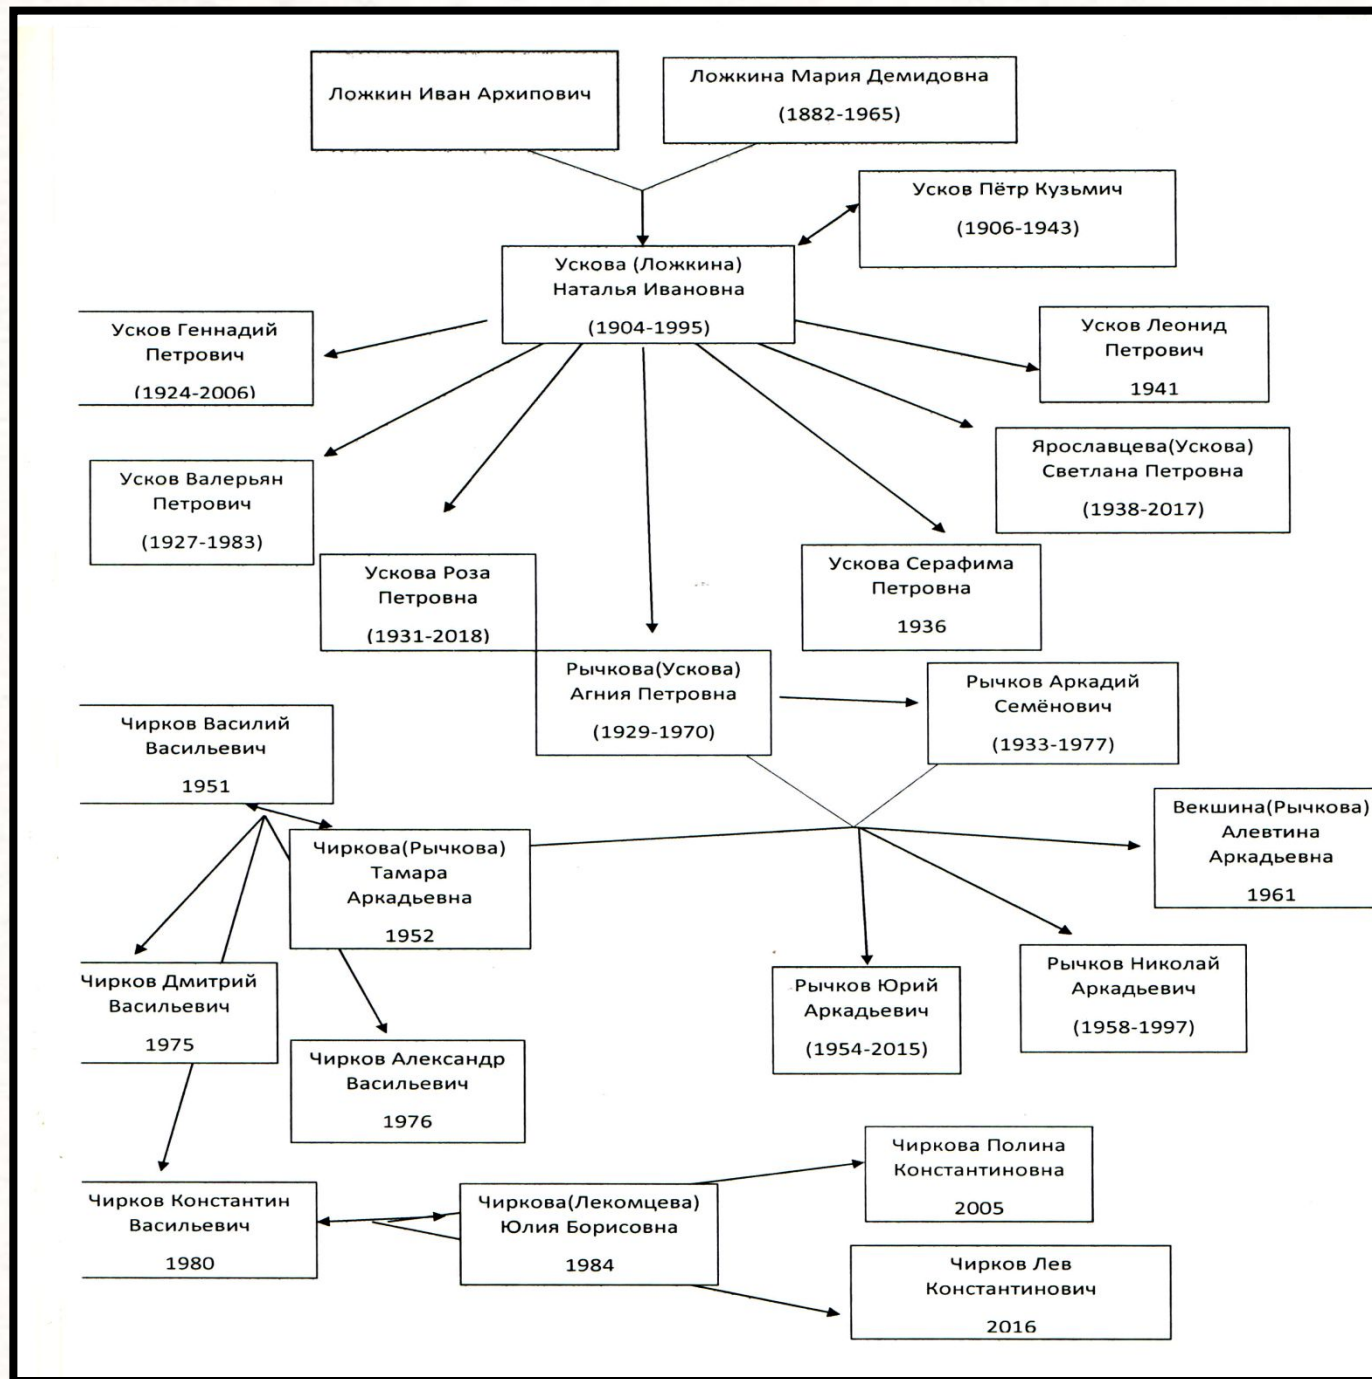 Ложкин Иван Архипович
Ложкина Мария Демидовна
(1882-1965)
Усков Пётр Кузьмич
(1906-1943)
Ускова (Ложкина)
Наталья Ивановна
(1904-1995)
Усков Геннадий
Петрович
(1924-2006)
Усков Леонид
Петрович
1941
Усков Валерьян
Петрович
(1927-1983)
Ярославцева(Ускова)
Светлана Петровна
(1938-2017)
Ускова Роза
Петровна
(1931-2018)
Ускова Серафима
Петровна
1936
Рычкова(Ускова)
Агния Петровна
(1929-1970)
Рычков Аркадий
Семёнович
(1933-1977)
Чирков Василий
Васильевич
1951
Чиркова(Рычкова)
Тамара
Аркадьевна
1952
Векшина(Рычкова)
Алевтина
Аркадьевна
1961
Чирков Дмитрий
Васильевич
1975
Рычков Юрий
Аркадьевич
(1954-2015)
Рычков Николай
Аркадьевич
(1958-1997)
Чирков Александр
Васильевич
1976
Чирков Константин
Васильевич
1980
Чиркова(Лекомцева)
Юлия Борисовна
1984
Чиркова Полина
Константиновна
2005
Чирков Лев
Константинович
2016